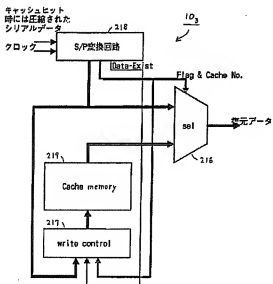 キャッシュヒット
時には圧縮された
シリアルデータ
クロック
218
S/P変換回路
10₃
Data-Exist
Flag & Cache No.
sel
復元データ
216
219
Cache memory
217
write control